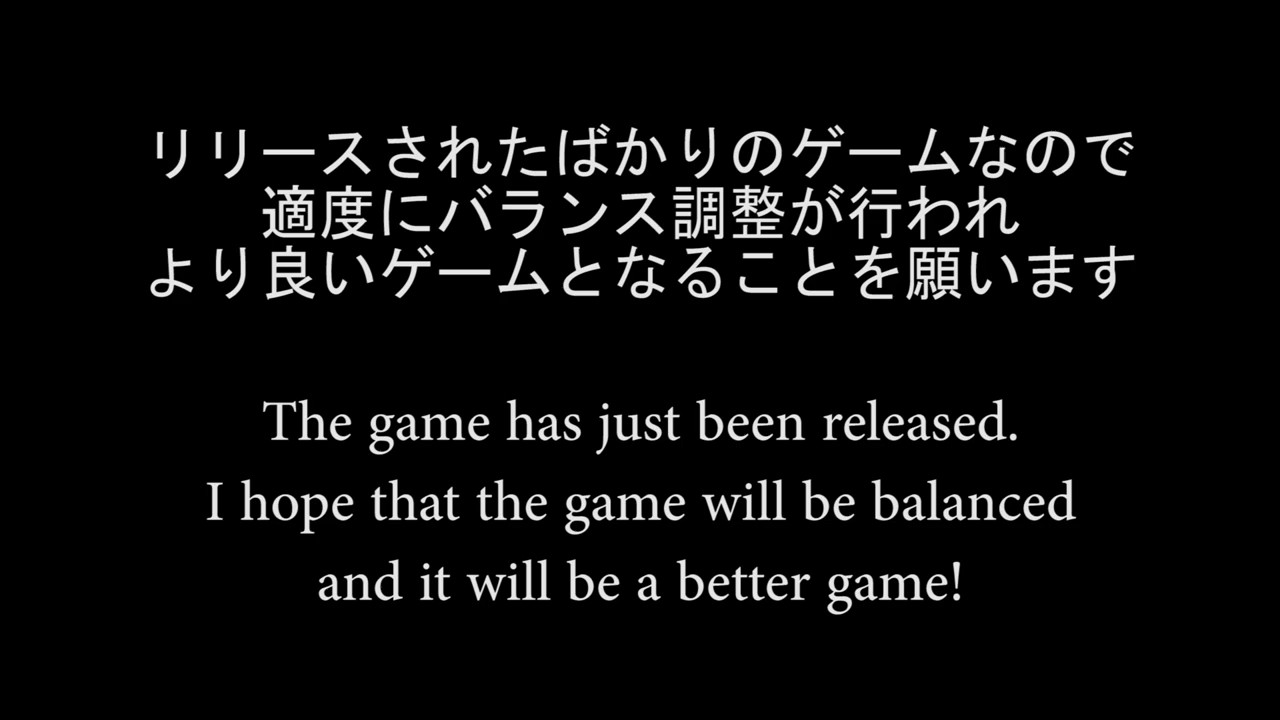 リリースされたばかりのゲームなので
適度にバランス調整が行われ
より良いゲームとなることを願います
The game has just been released.
I hope that the game will be balanced
and it will be a better game!